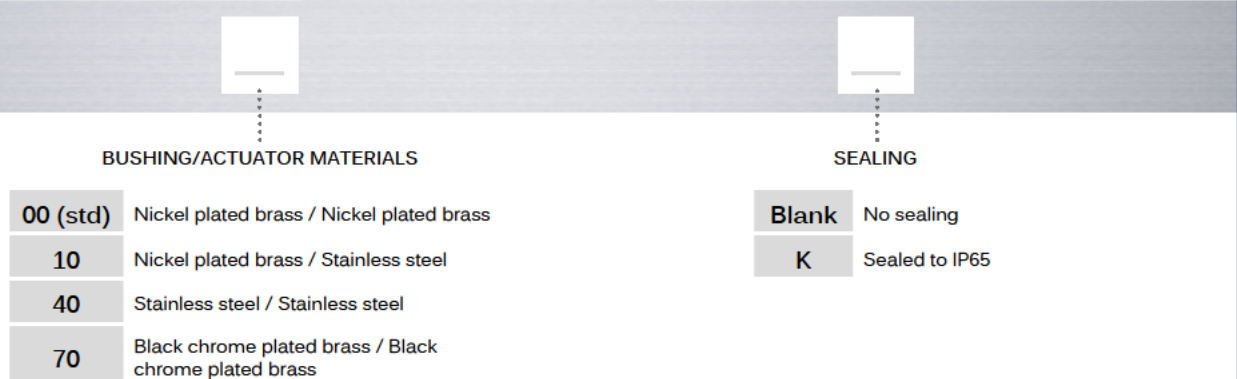 BUSHING/ACTUATOR MATERIALS
SEALING
00 (std) Nickel plated brass / Nickel plated brass
Blank No sealing
10 Nickel plated brass / Stainless steel
K Sealed to IP65
40 Stainless steel / Stainless steel
70 Black chrome plated brass / Black
chrome plated brass